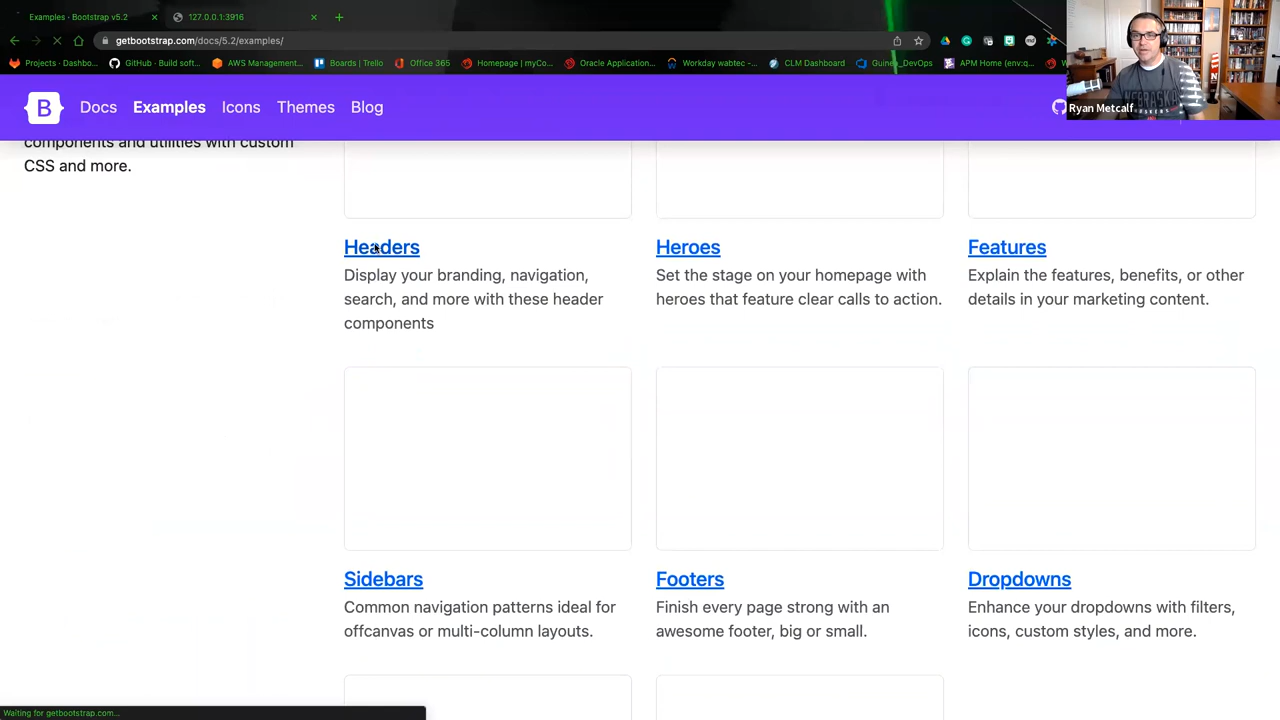 Examples · Bootstrap v5.2
127.0.0.1:3916
getbootstrap.com/docs/5.2/examples/
Projects · Dashbo...
GitHub · Build soft...
AWS Management...
Boards | Trello
Office 365
Homepage | myCo...
Oracle Application...
Workday wabtec -...
CLM Dashboard
Guinea_DevOps
APM Home (env:q...
B
Docs
Examples
Icons
Themes
Blog
Ryan Metcalf
components and utilities with custom
CSS and more.
Headers
Display your branding, navigation,
search, and more with these header
components
Heroes
Set the stage on your homepage with
heroes that feature clear calls to action.
Features
Explain the features, benefits, or other
details in your marketing content.
Sidebars
Common navigation patterns ideal for
offcanvas or multi-column layouts.
Footers
Finish every page strong with an
awesome footer, big or small.
Dropdowns
Enhance your dropdowns with filters,
icons, custom styles, and more.
Waiting for getbootstrap.com...